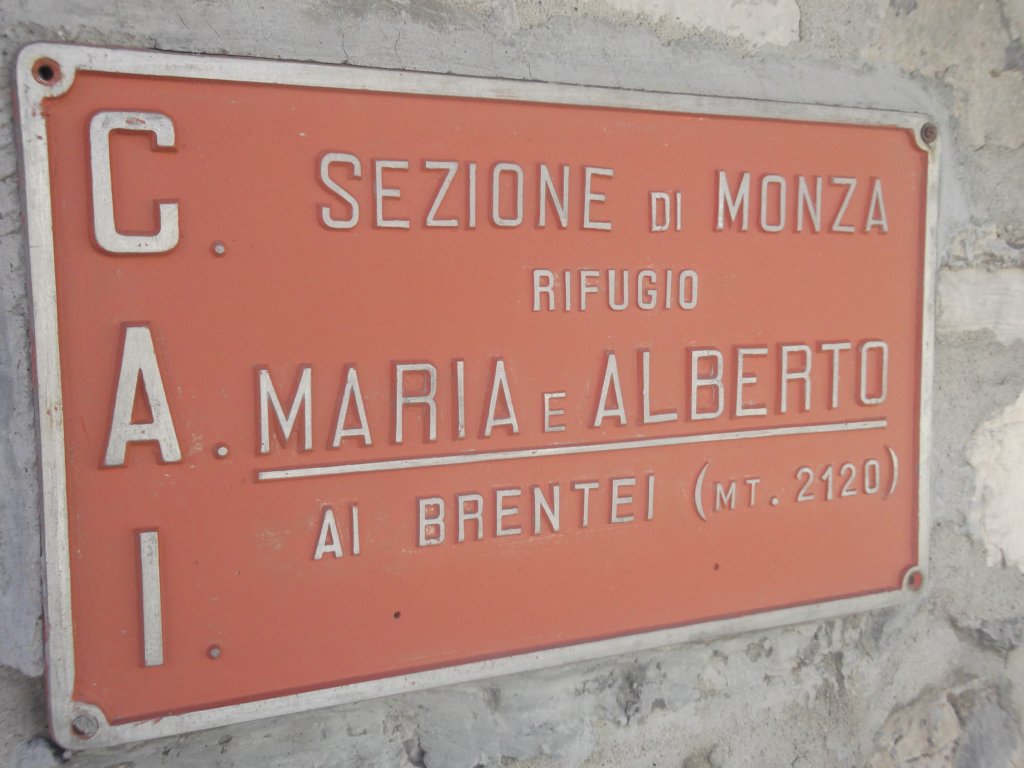 C.A.I.
SEZIONE DI MONZA
RIFUGIO
MARIA E ALBERTO
AI BRENTEI (MT. 2120)